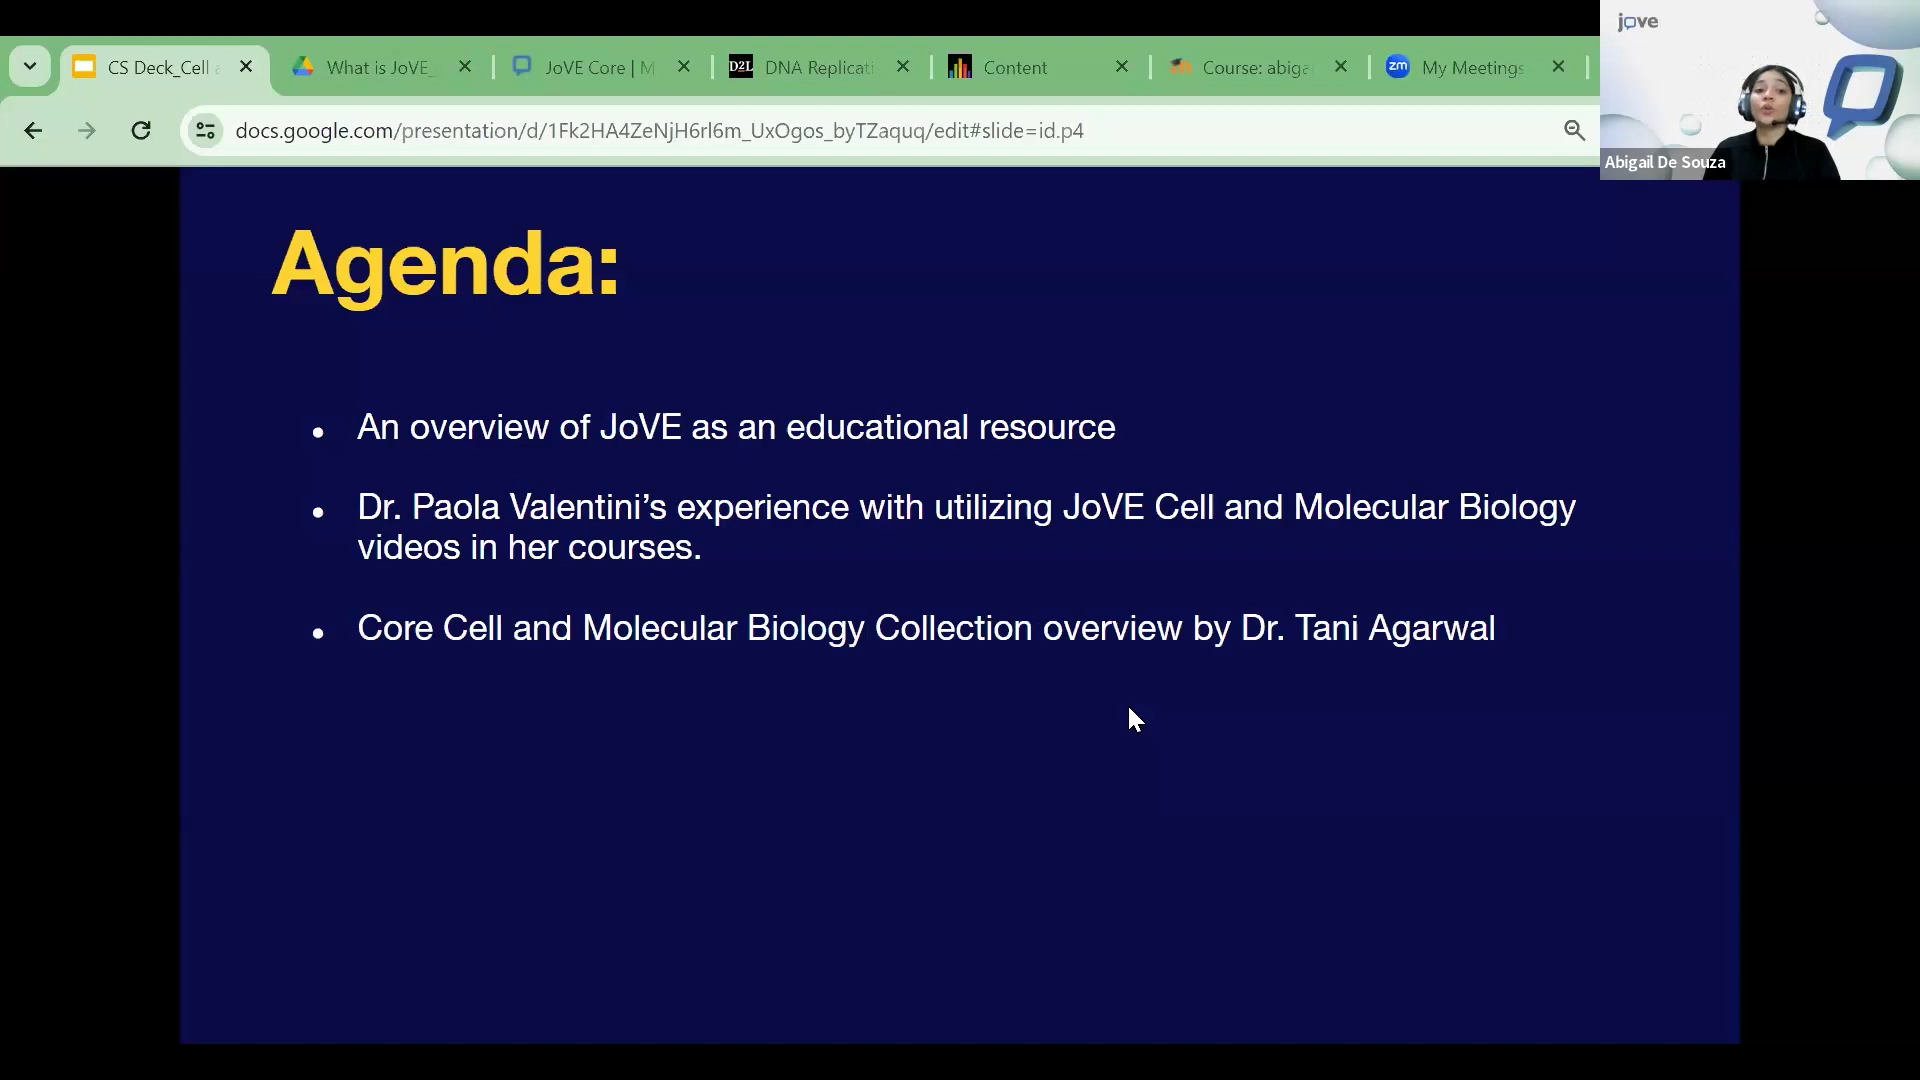 jove
CS Deck_Cell
What is JoVE_
JoVE Core | M
D2L
DNA Replicati
Content
Course: abiga
zm
My Meetings
docs.google.com/presentation/d/1Fk2HA4ZeNjH6rl6m_UxOgos_byTZaquq/edit#slide=id.p4
Abigail De Souza
Agenda:
• An overview of JoVE as an educational resource
• Dr. Paola Valentini’s experience with utilizing JoVE Cell and Molecular Biology
videos in her courses.
• Core Cell and Molecular Biology Collection overview by Dr. Tani Agarwal